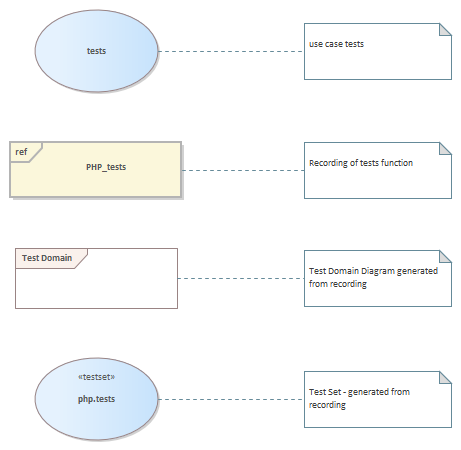 tests
use case tests
ref
PHP_tests
Recording of tests function
Test Domain
Test Domain Diagram generated
from recording
«testset»
php.tests
Test Set - generated from
recording